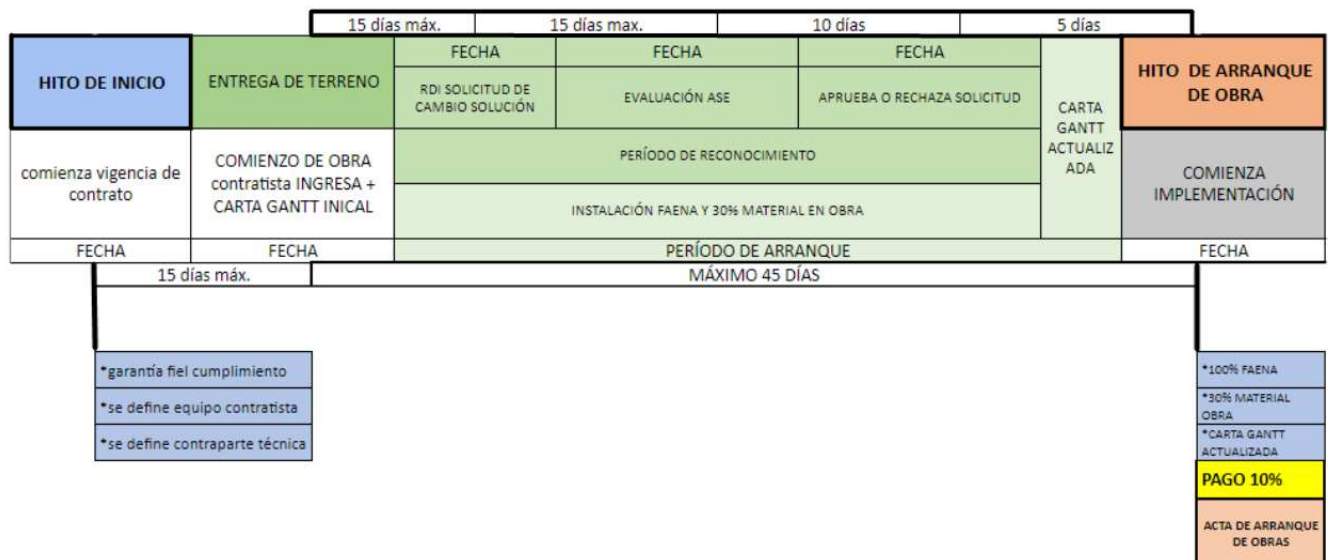 15 días máx.
15 días max.
10 días
5 días
HITO DE INICIO
ENTREGA DE TERRENO
FECHA
FECHA
FECHA
RDI SOLICITUD DE
CAMBIO SOLUCIÓN
EVALUACIÓN ASE
APRUEBA O RECHAZA SOLICITUD
CARTA
GANTT
ACTUALIZ
ADA
HITO DE ARRANQUE
DE OBRA
comienza vigencia de
contrato
COMIENZO DE OBRA
contratista INGRESA +
CARTA GANTT INICAL
PERÍODO DE RECONOCIMIENTO
INSTALACIÓN FAENA Y 30% MATERIAL EN OBRA
COMIENZA
IMPLEMENTACIÓN
FECHA
FECHA
PERÍODO DE ARRANQUE
FECHA
15 días máx.
MÁXIMO 45 DÍAS
*garantía fiel cumplimiento
*se define equipo contratista
*se define contraparte técnica
*100% FAENA
*30% MATERIAL
OBRA
*CARTA GANTT
ACTUALIZADA
PAGO 10%
ACTA DE ARRANQUE
DE OBRAS